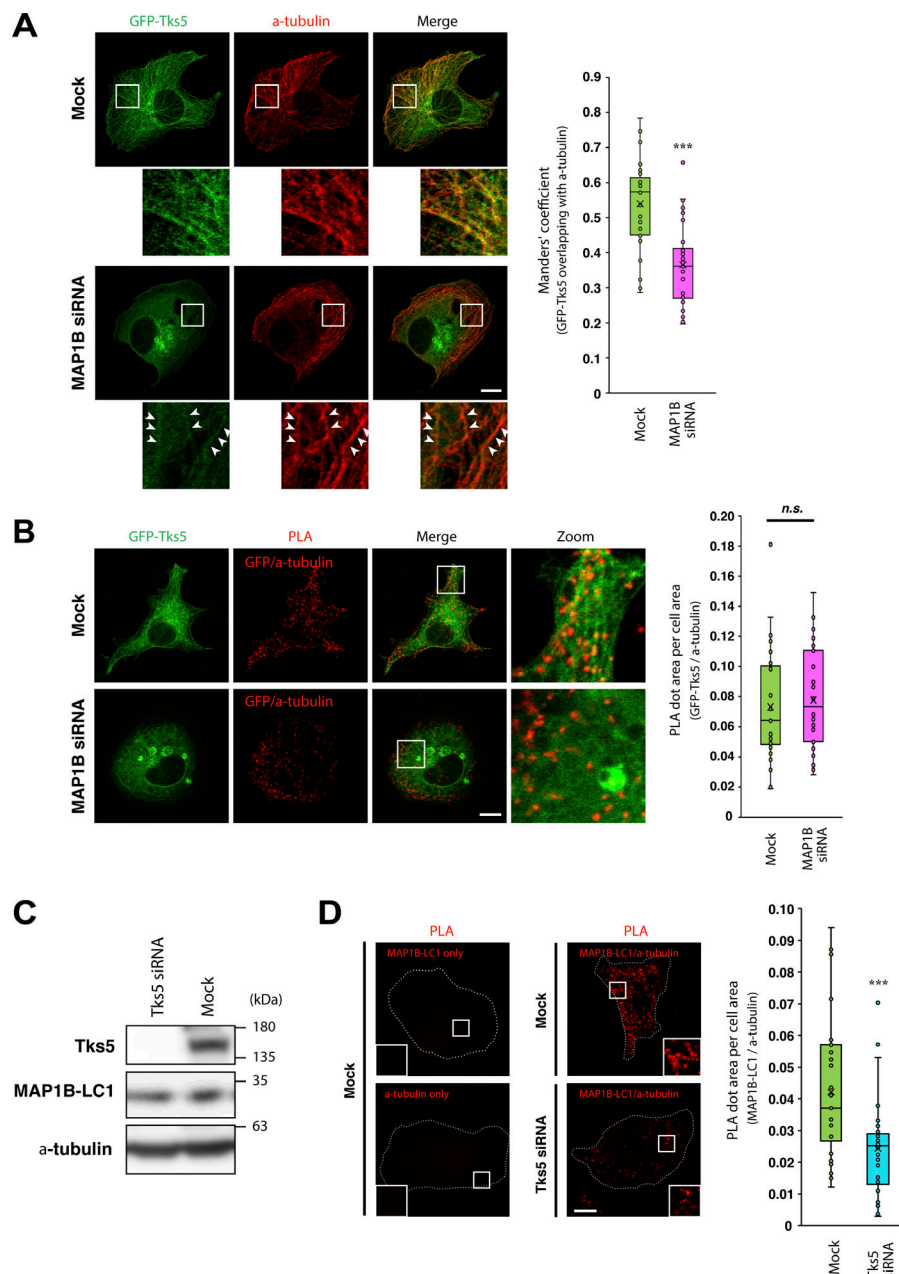 A
GFP-Tks5
a-tubulin
Merge
Mock
MAP1B siRNA
0.9
0.8
0.7
0.6
0.5
0.4
0.3
0.2
0.1
0
Manders' coefficient
(GFP-Tks5 overlapping with a-tubulin)
***
Mock
MAP1B
siRNA
B
GFP-Tks5
PLA
Merge
Zoom
Mock
GFP/a-tubulin
MAP1B siRNA
GFP/a-tubulin
n.s.
0.20
0.18
0.16
0.14
0.12
0.10
0.08
0.06
0.04
0.02
0
PLA dot area per cell area
(GFP-Tks5 / a-tubulin)
Mock
MAP1B
siRNA
C
Tks5 siRNA
Mock
(kDa)
Tks5
180
135
MAP1B-LC1
35
a-tubulin
63
D
PLA
PLA
Mock
MAP1B-LC1 only
a-tubulin only
Mock
MAP1B-LC1/a-tubulin
Tks5 siRNA
MAP1B-LC1/a-tubulin
0.10
0.09
0.08
0.07
0.06
0.05
0.04
0.03
0.02
0.01
0
PLA dot area per cell area
(MAP1B-LC1 / a-tubulin)
***
Mock
Tks5
siRNA